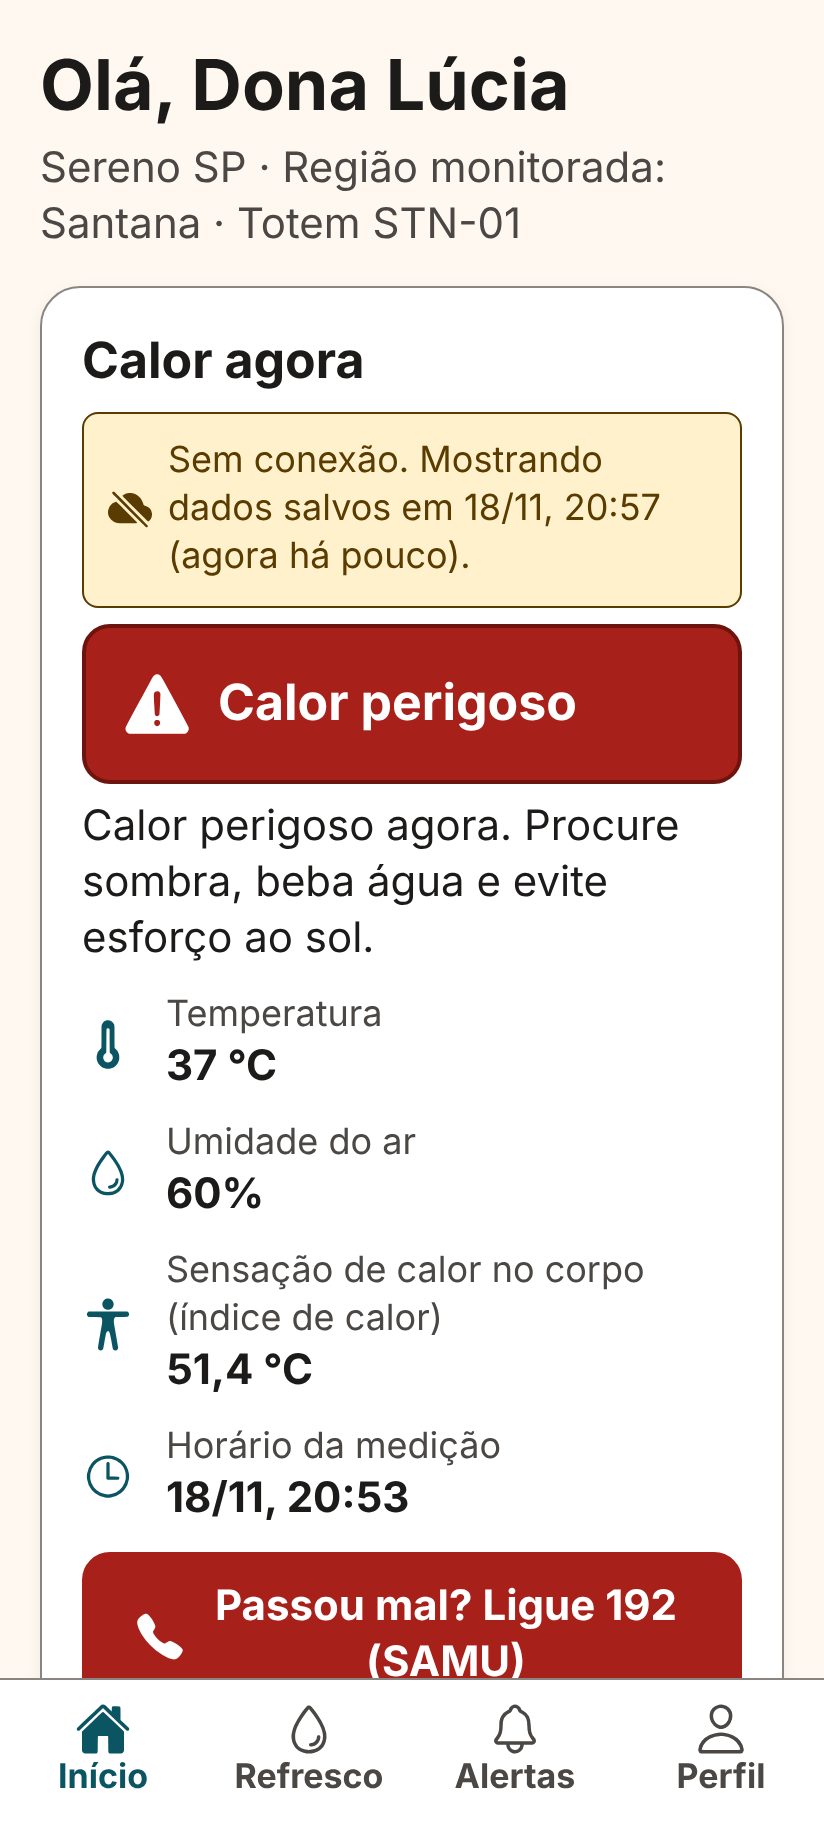 Olá, Dona Lúcia
Sereno SP · Região monitorada:
Santana · Totem STN-01
Calor agora
Sem conexão. Mostrando
dados salvos em 18/11, 20:57
(agora há pouco).
Calor perigoso
Calor perigoso agora. Procure
sombra, beba água e evite
esforço ao sol.
Temperatura
37 °C
Umidade do ar
60%
Sensação de calor no corpo
(índice de calor)
51,4 °C
Horário da medição
18/11, 20:53
Passou mal? Ligue 192
(SAMU)
Início
Refresco
Alertas
Perfil